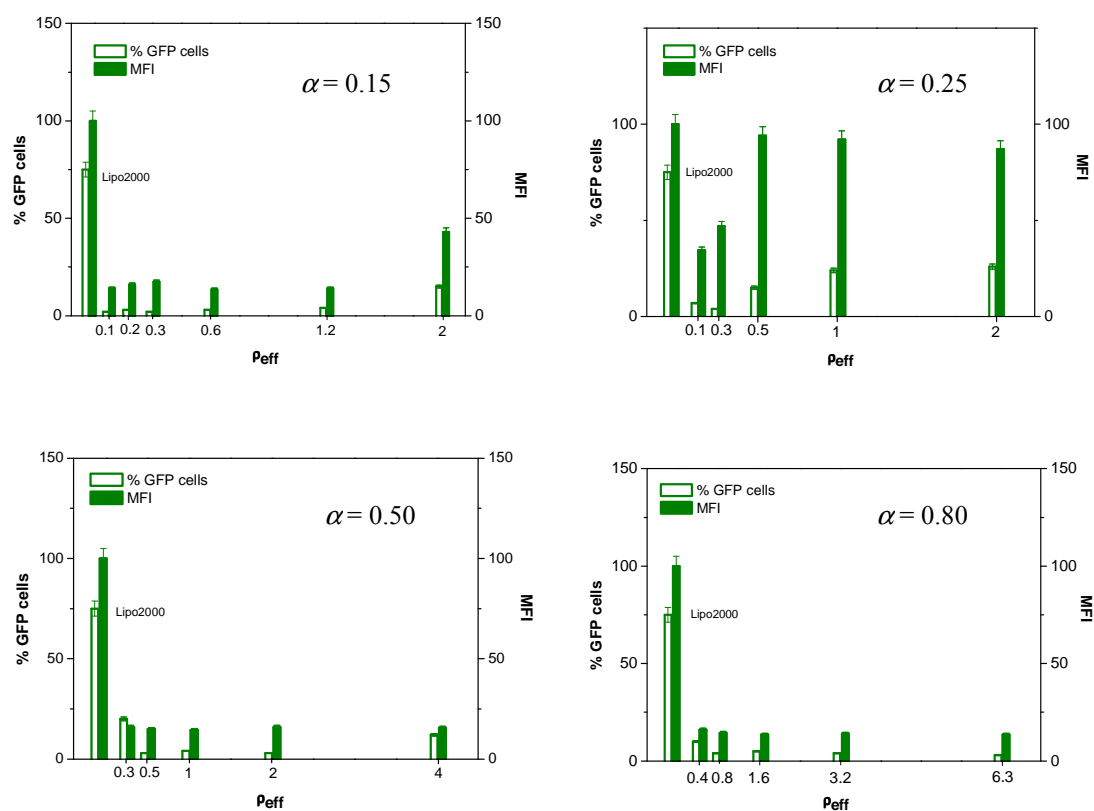 150
100
50
0
% GFP cells
% GFP cells
MFI
α = 0.15
Lipo2000
150
100
50
0
MFI
0.1 0.2 0.3 0.6 1.2 2
ρeff
100
50
0
% GFP cells
% GFP cells
MFI
α = 0.25
Lipo2000
100
0
MFI
0.1 0.3 0.5 1 2
ρeff
150
100
50
0
% GFP cells
% GFP cells
MFI
α = 0.50
Lipo2000
150
100
50
0
MFI
0.3 0.5 1 2 4
ρeff
150
100
50
0
% GFP cells
% GFP cells
MFI
α = 0.80
Lipo2000
150
100
50
0
MFI
0.4 0.8 1.6 3.2 6.3
ρeff